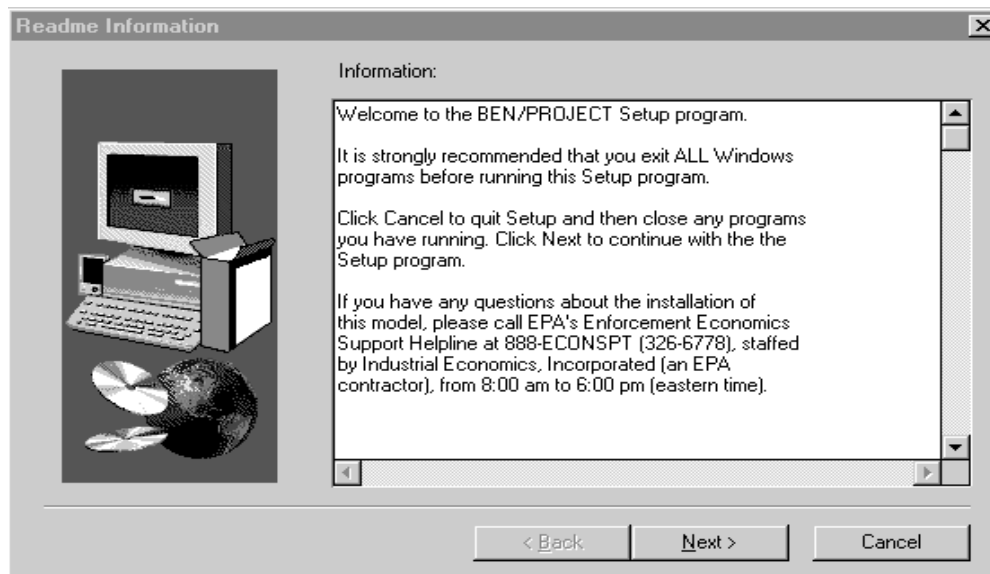 Readme Information
Information:
Welcome to the BEN/PROJECT Setup program.
It is strongly recommended that you exit ALL Windows
programs before running this Setup program.
Click Cancel to quit Setup and then close any programs
you have running. Click Next to continue with the the
Setup program.
If you have any questions about the installation of
this model, please call EPA's Enforcement Economics
Support Helpline at 888-ECONSPT (326-6778), staffed
by Industrial Economics, Incorporated (an EPA
contractor), from 8:00 am to 6:00 pm (eastern time).
< Back Next > Cancel